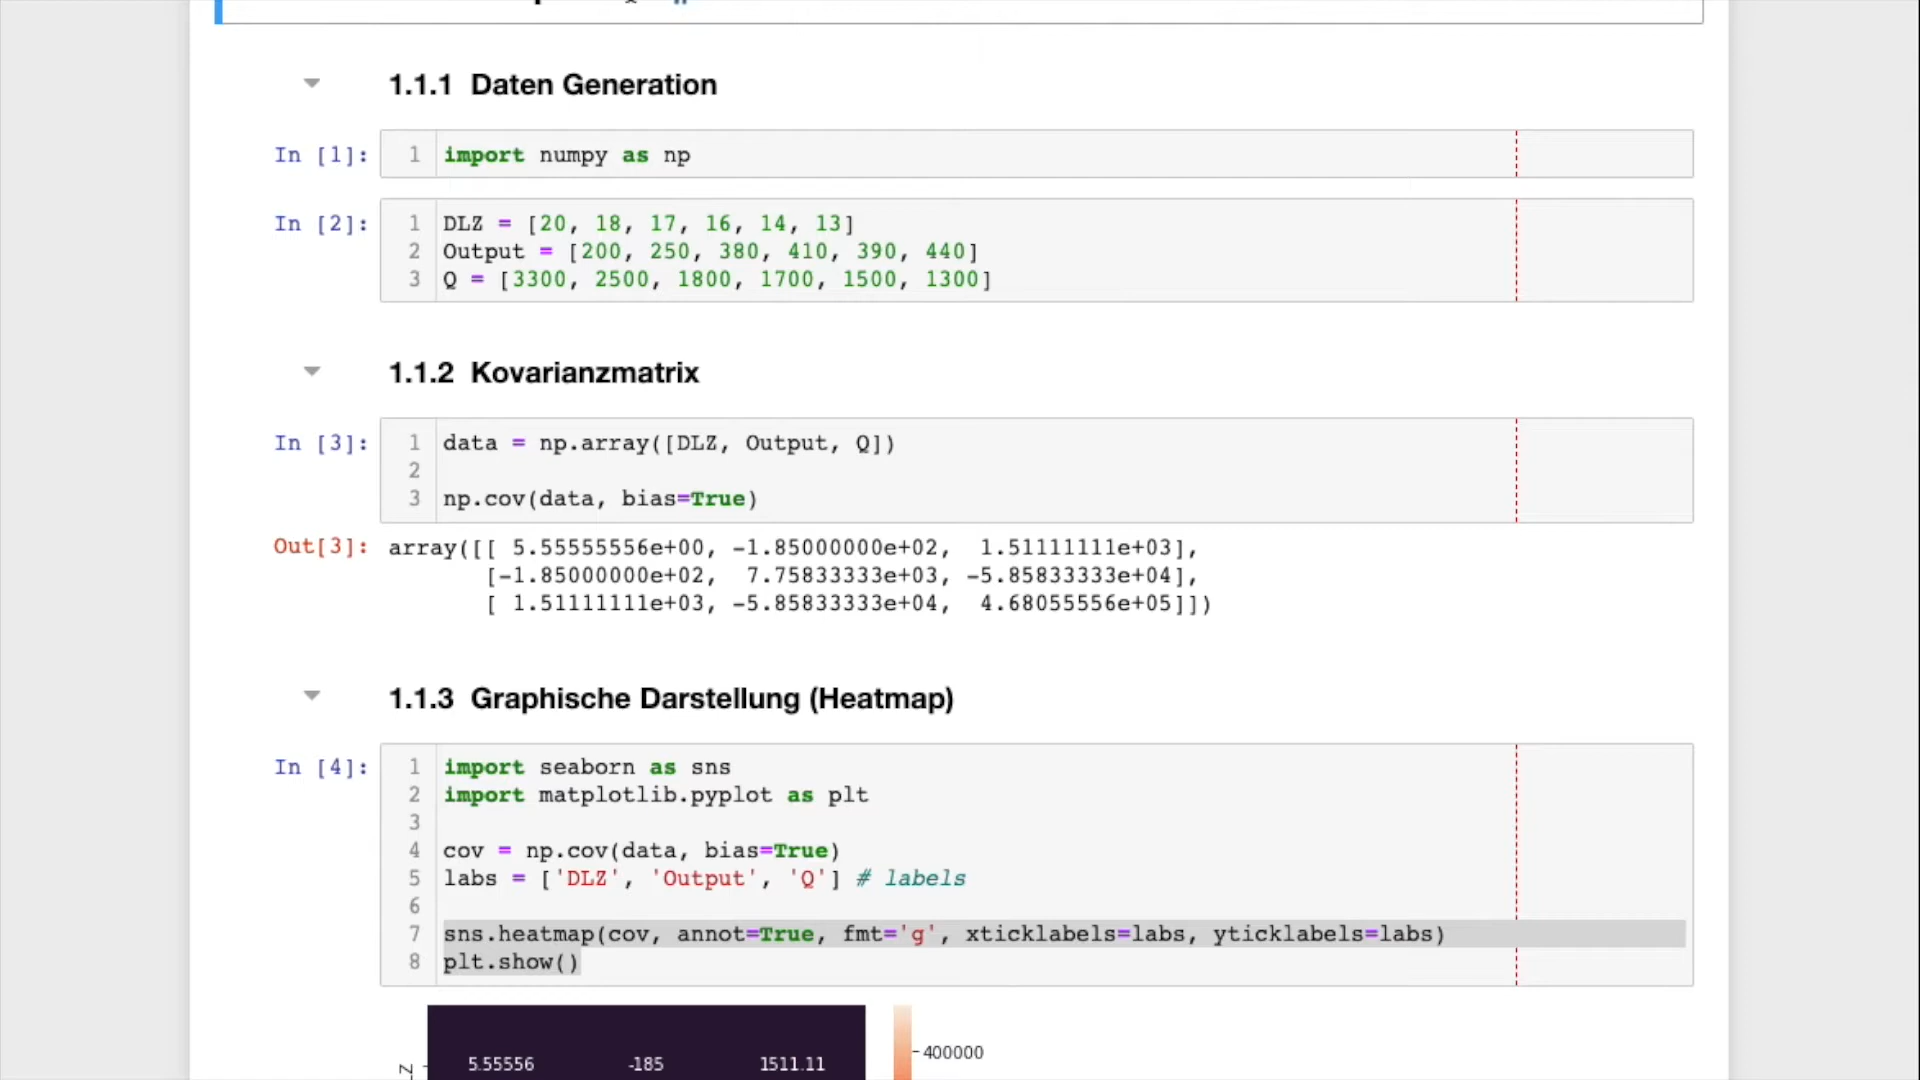 1.1.1 Daten Generation
In [1]:
1 import numpy as np
In [2]:
1 DLZ = [20, 18, 17, 16, 14, 13]
2 Output = [200, 250, 380, 410, 390, 440]
3 Q = [3300, 2500, 1800, 1700, 1500, 1300]
1.1.2 Kovarianzmatrix
In [3]:
1 data = np.array([DLZ, Output, Q])
2
3 np.cov(data, bias=True)
Out[3]: array([[ 5.55555556e+00, -1.85000000e+02, 1.51111111e+03],
[-1.85000000e+02, 7.75833333e+03, -5.85833333e+04],
[ 1.51111111e+03, -5.85833333e+04, 4.68055556e+05]])
1.1.3 Graphische Darstellung (Heatmap)
In [4]:
1 import seaborn as sns
2 import matplotlib.pyplot as plt
3
4 cov = np.cov(data, bias=True)
5 labs = ['DLZ', 'Output', 'Q'] # labels
6
7 sns.heatmap(cov, annot=True, fmt='g', xticklabels=labs, yticklabels=labs)
8 plt.show()
400000
Z
5.55556 -185 1511.11